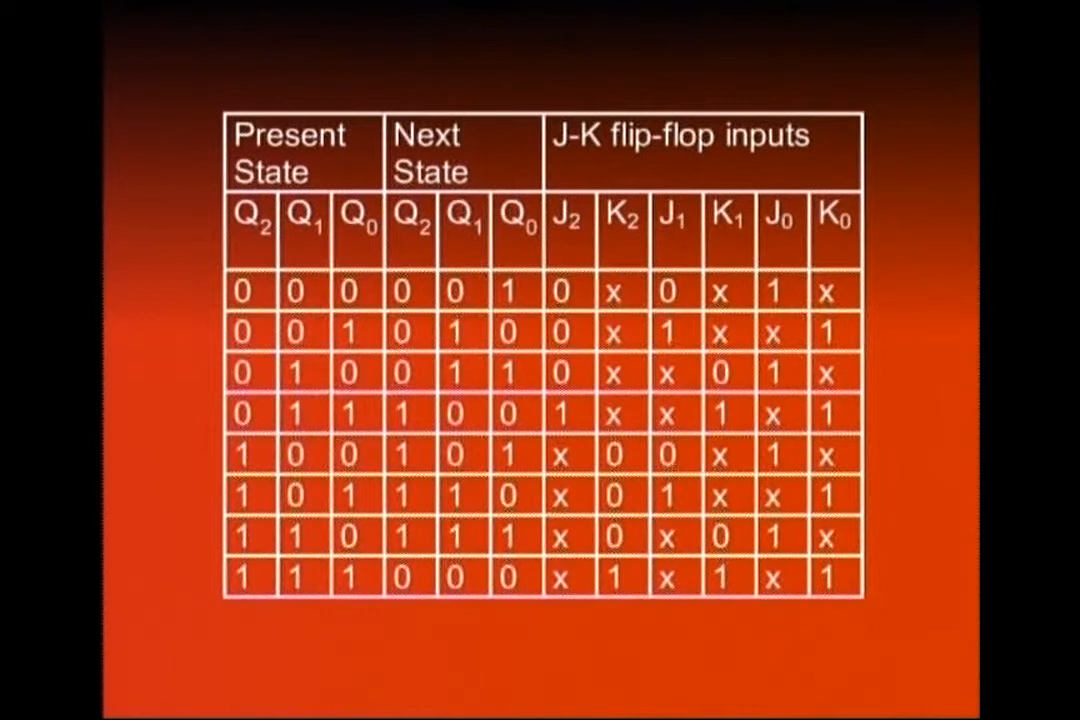 Present State Next State J-K flip-flop inputs
Q2 Q1 Q0 Q2 Q1 Q0 J2 K2 J1 K1 J0 K0
0 0 0 0 0 1 0 x 0 x 1 x
0 0 1 0 1 0 0 x 1 x x 1
0 1 0 0 1 1 0 x x 0 1 x
0 1 1 1 0 0 1 x x 1 x 1
1 0 0 1 0 1 x 0 0 x 1 x
1 0 1 1 1 0 x 0 1 x x 1
1 1 0 1 1 1 x 0 x 0 1 x
1 1 1 0 0 0 x 1 x 1 x 1